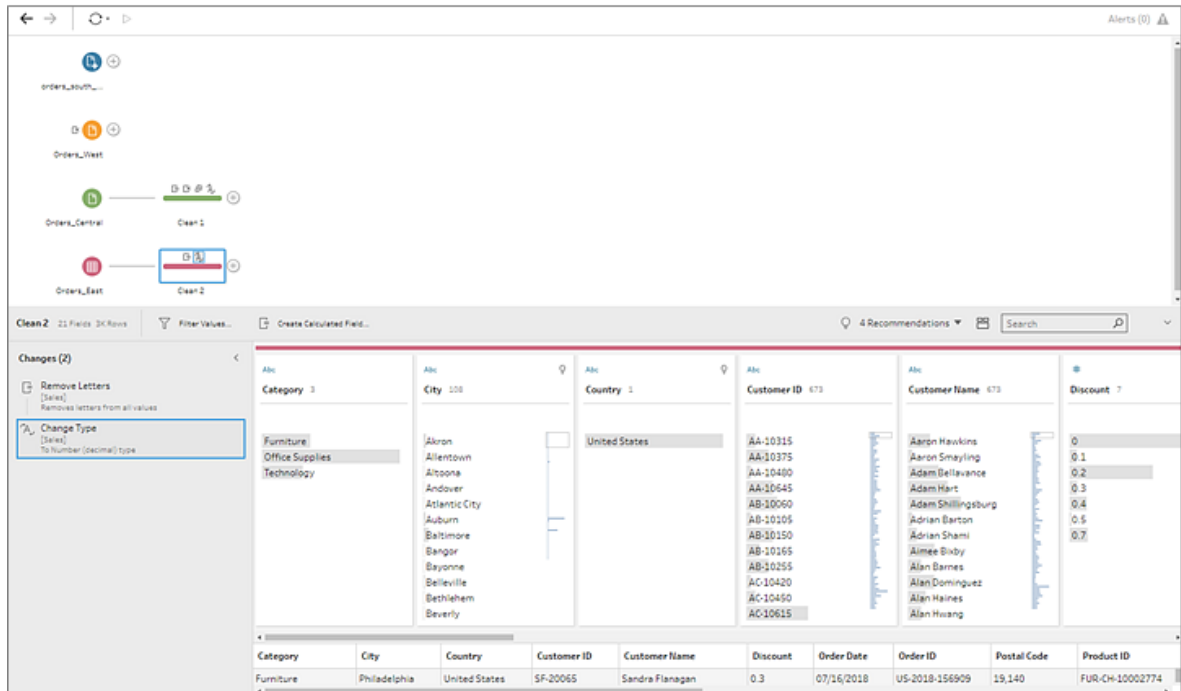 Alerts (0)
orders_south_...
Orders_West
Orders_Central
Clean 1
Orders_East
Clean 2
Clean 2 21 Fields 3K Rows Filter Values... Create Calculated Field... 4 Recommendations Search
Changes (2)
Remove Letters
[Sales]
Removes letters from all values
Change Type
[Sales]
To Number (decimal) type
Abc
Category 3
Furniture
Office Supplies
Technology
Abc
City 108
Akron
Allentown
Altoona
Andover
Atlantic City
Auburn
Baltimore
Bangor
Bayonne
Belleville
Bethlehem
Beverly
Abc
Country 1
United States
Abc
Customer ID 673
AA-10315
AA-10375
AA-10480
AA-10645
AB-10060
AB-10105
AB-10150
AB-10165
AB-10255
AC-10420
AC-10450
AC-10615
Abc
Customer Name 673
Aaron Hawkins
Aaron Smayling
Adam Bellavance
Adam Hart
Adam Shillingsburg
Adrian Barton
Adrian Shami
Aimee Bixby
Alan Barnes
Alan Dominguez
Alan Haines
Alan Hwang
#
Discount 7
0
0.1
0.2
0.3
0.4
0.5
0.7
Category City Country Customer ID Customer Name Discount Order Date Order ID Postal Code Product ID
Furniture Philadelphia United States SF-20065 Sandra Flanagan 0.3 07/16/2018 US-2018-156909 19,140 FUR-CH-10002774